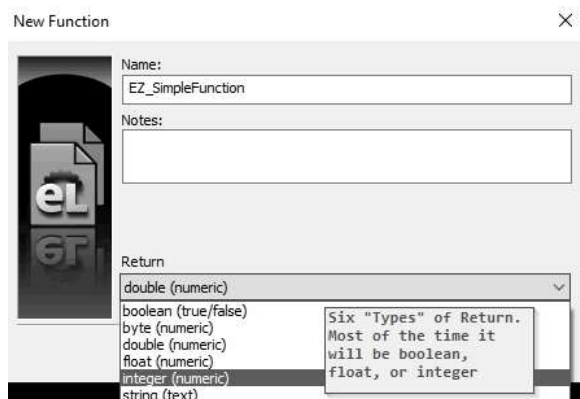 New Function
Name:
EZ_SimpleFunction
Notes:
eL
Return
double (numeric)
boolean (true/false)
byte (numeric)
double (numeric)
float (numeric)
integer (numeric)
string (text)
Six "Types" of Return.
Most of the time it
will be boolean,
float, or integer